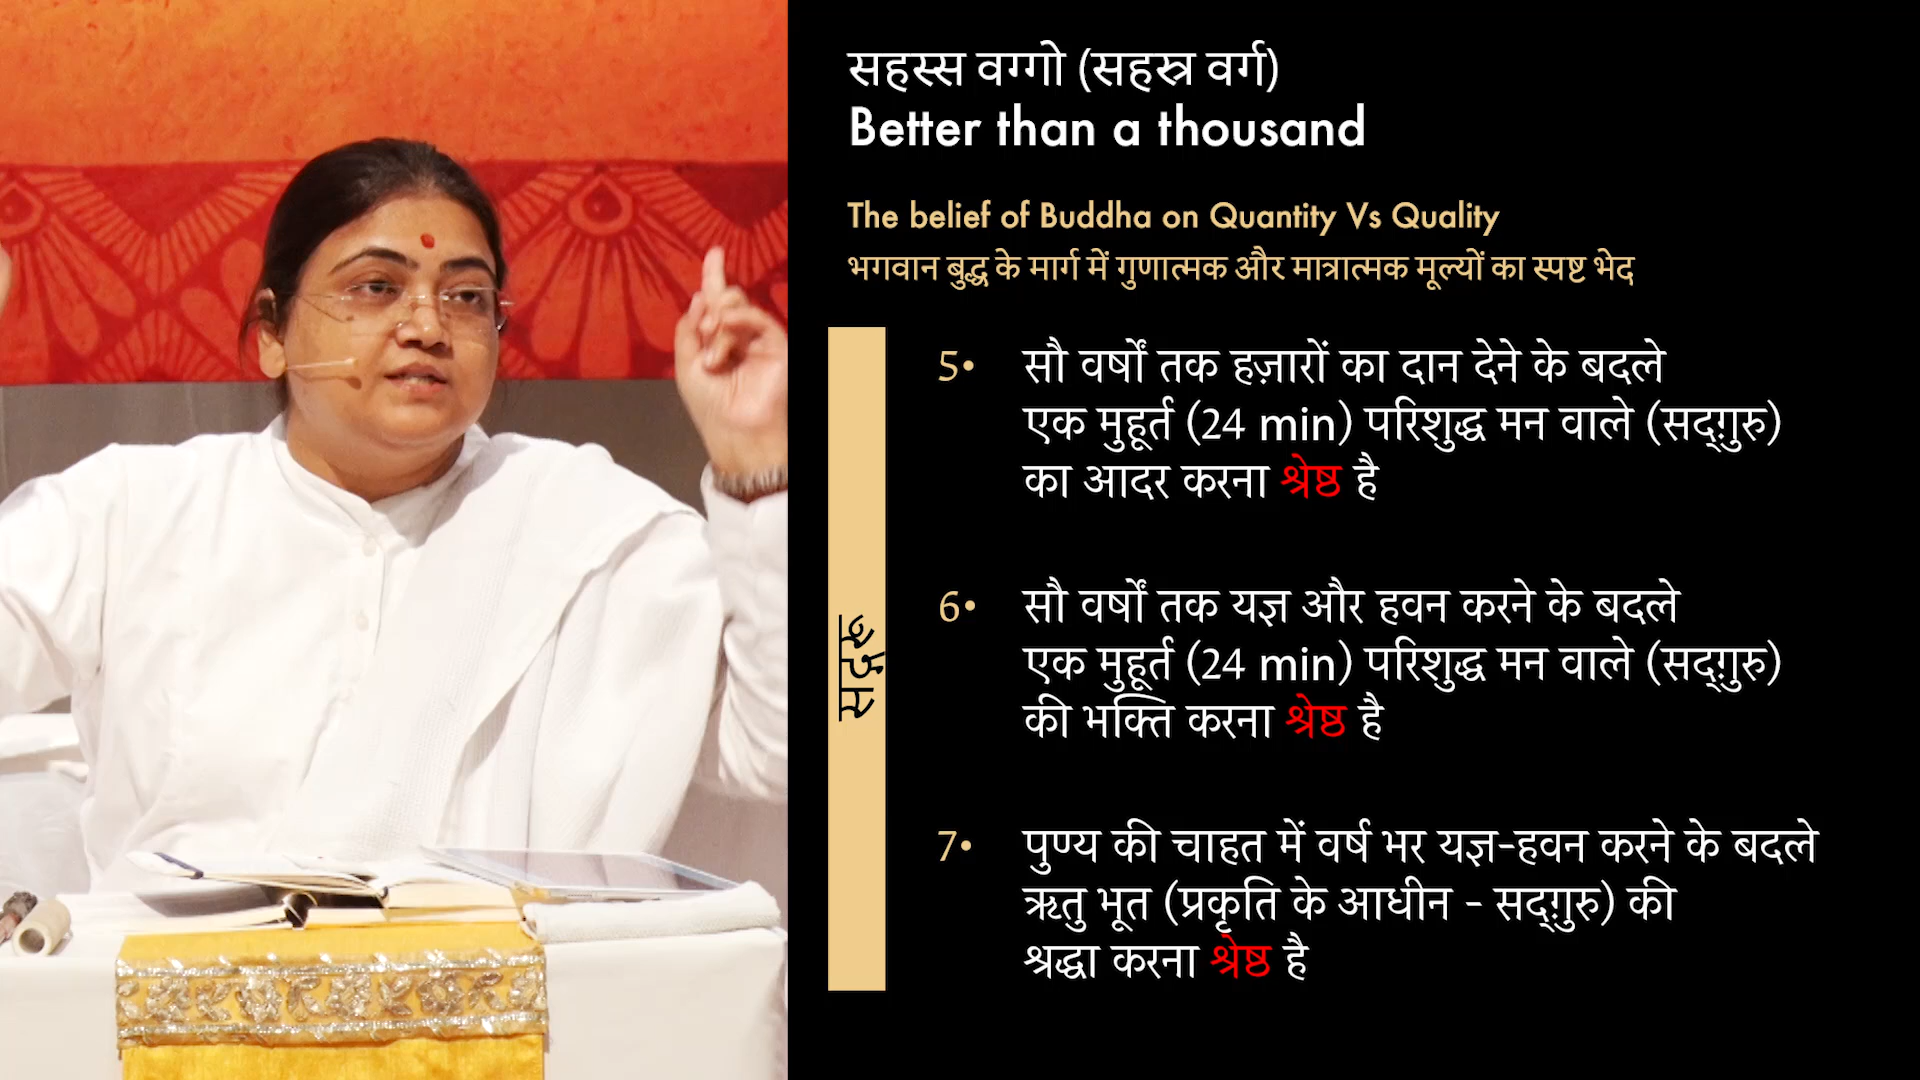 सहस्स वग्गो (सहस्र वर्ग)
Better than a thousand
The belief of Buddha on Quantity Vs Quality
भगवान बुद्ध के मार्ग में गुणात्मक और मात्रात्मक मूल्यों का स्पष्ट भेद
सद्गुरु
5• सौ वर्षों तक हज़ारों का दान देने के बदले
एक मुहूर्त (24 min) परिशुद्ध मन वाले (सद्ग़ुरु)
का आदर करना श्रेष्ठ है
6• सौ वर्षों तक यज्ञ और हवन करने के बदले
एक मुहूर्त (24 min) परिशुद्ध मन वाले (सद्ग़ुरु)
की भक्ति करना श्रेष्ठ है
7• पुण्य की चाहत में वर्ष भर यज्ञ-हवन करने के बदले
ऋतु भूत (प्रकृति के आधीन - सद्ग़ुरु) की
श्रद्धा करना श्रेष्ठ है